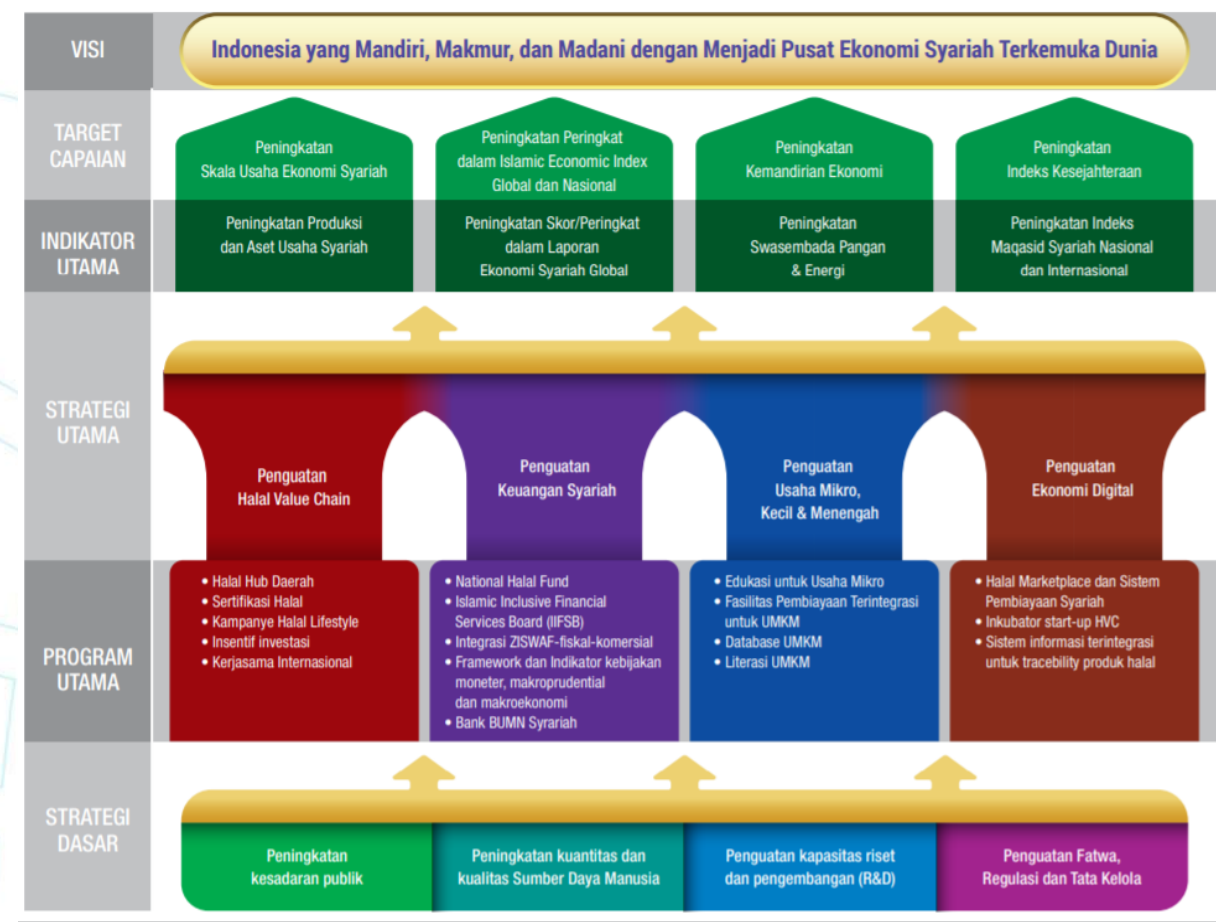 VISI
Indonesia yang Mandiri, Makmur, dan Madani dengan Menjadi Pusat Ekonomi Syariah Terkemuka Dunia
TARGET
CAPAIAN
Peningkatan
Skala Usaha Ekonomi Syariah
Peningkatan Peringkat
dalam Islamic Economic Index
Global dan Nasional
Peningkatan
Kemandirian Ekonomi
Peningkatan
Indeks Kesejahteraan
INDIKATOR
UTAMA
Peningkatan Produksi
dan Aset Usaha Syariah
Peningkatan Skor/Peringkat
dalam Laporan
Ekonomi Syariah Global
Peningkatan
Swasembada Pangan
& Energi
Peningkatan Indeks
Maqasid Syariah Nasional
dan Internasional
STRATEGI
UTAMA
Penguatan
Halal Value Chain
Penguatan
Keuangan Syariah
Penguatan
Usaha Mikro,
Kecil & Menengah
Penguatan
Ekonomi Digital
PROGRAM
UTAMA
• Halal Hub Daerah
• Sertifikasi Halal
• Kampanye Halal Lifestyle
• Insentif investasi
• Kerjasama Internasional
• National Halal Fund
• Islamic Inclusive Financial
Services Board (IIFSB)
• Integrasi ZISWAF-fiskal-komersial
• Framework dan Indikator kebijakan
moneter, makroprudential
dan makroekonomi
• Bank BUMN Syrariah
• Edukasi untuk Usaha Mikro
• Fasilitas Pembiayaan Terintegrasi
untuk UMKM
• Database UMKM
• Literasi UMKM
• Halal Marketplace dan Sistem
Pembiayaan Syariah
• Inkubator start-up HVC
• Sistem informasi terintegrasi
untuk tracebility produk halal
STRATEGI
DASAR
Peningkatan
kesadaran publik
Peningkatan kuantitas dan
kualitas Sumber Daya Manusia
Penguatan kapasitas riset
dan pengembangan (R&D)
Penguatan Fatwa,
Regulasi dan Tata Kelola